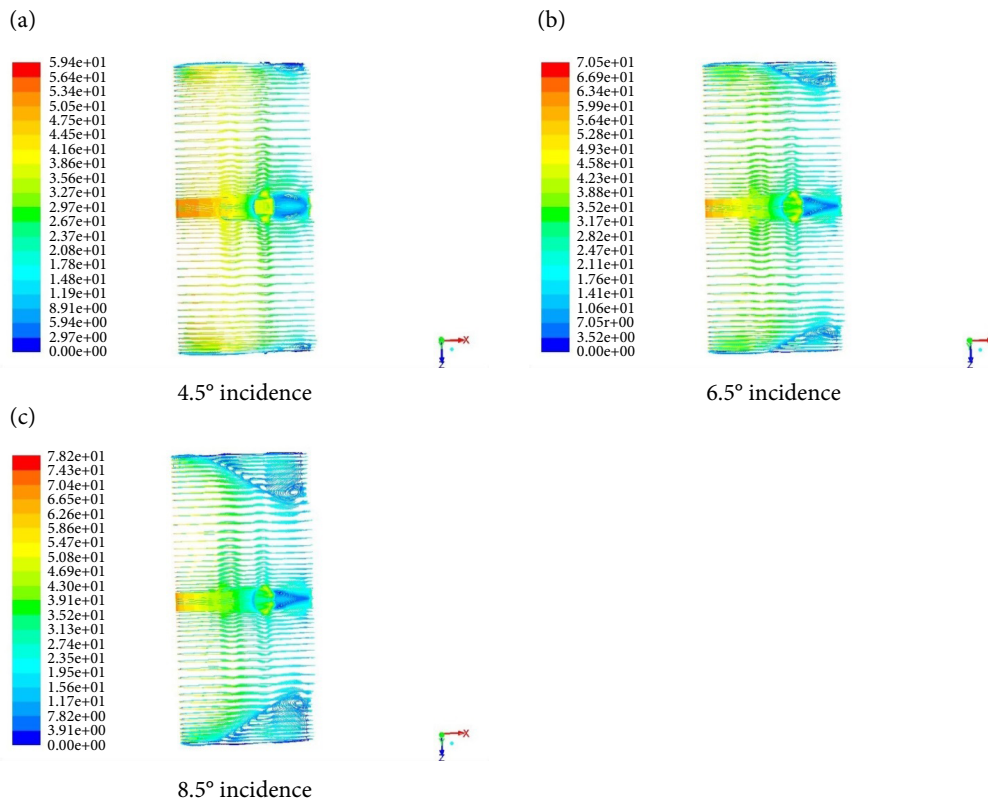 (a)
5.94e+01
5.64e+01
5.34e+01
5.05e+01
4.75e+01
4.45e+01
4.16e+01
3.86e+01
3.56e+01
3.27e+01
2.97e+01
2.67e+01
2.37e+01
2.08e+01
1.78e+01
1.48e+01
1.19e+01
8.91e+00
5.94e+00
2.97e+00
0.00e+00
X
Z
4.5° incidence
(b)
7.05e+01
6.69e+01
6.34e+01
5.99e+01
5.64e+01
5.28e+01
4.93e+01
4.58e+01
4.23e+01
3.88e+01
3.52e+01
3.17e+01
2.82e+01
2.47e+01
2.11e+01
1.76e+01
1.41e+01
1.06e+01
7.05e+00
3.52e+00
0.00e+00
Z
6.5° incidence
(c)
7.82e+01
7.43e+01
7.04e+01
6.65e+01
6.26e+01
5.86e+01
5.47e+01
5.08e+01
4.69e+01
4.30e+01
3.91e+01
3.52e+01
3.13e+01
2.74e+01
2.35e+01
1.95e+01
1.56e+01
1.17e+01
7.82e+00
3.91e+00
0.00e+00
X
Z
8.5° incidence